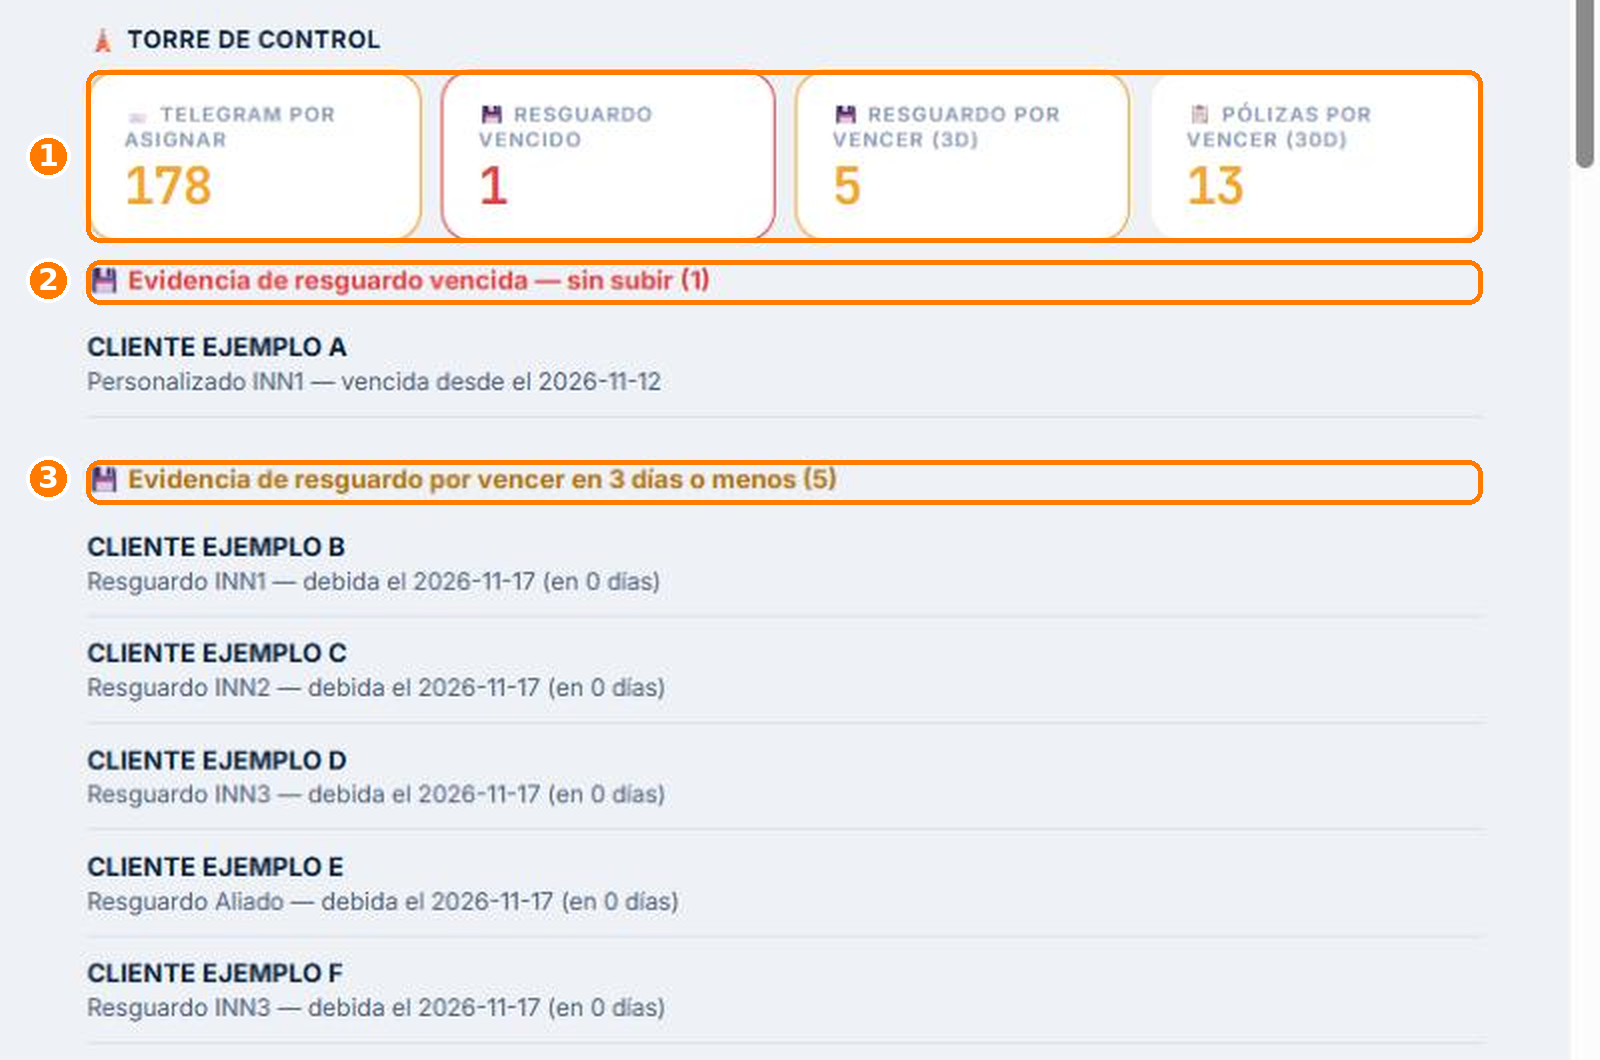 TORRE DE CONTROL
1
TELEGRAM POR
ASIGNAR
178
RESGUARDO
VENCIDO
1
RESGUARDO POR
VENCER (3D)
5
PÓLIZAS POR
VENCER (30D)
13
2
Evidencia de resguardo vencida — sin subir (1)
CLIENTE EJEMPLO A
Personalizado INN1 — vencida desde el 2026-11-12
3
Evidencia de resguardo por vencer en 3 días o menos (5)
CLIENTE EJEMPLO B
Resguardo INN1 — debida el 2026-11-17 (en 0 días)
CLIENTE EJEMPLO C
Resguardo INN2 — debida el 2026-11-17 (en 0 días)
CLIENTE EJEMPLO D
Resguardo INN3 — debida el 2026-11-17 (en 0 días)
CLIENTE EJEMPLO E
Resguardo Aliado — debida el 2026-11-17 (en 0 días)
CLIENTE EJEMPLO F
Resguardo INN3 — debida el 2026-11-17 (en 0 días)